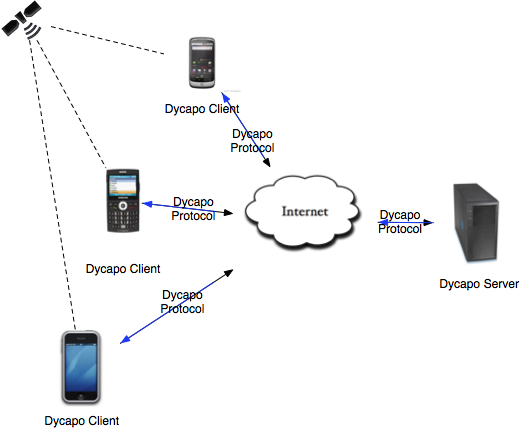 Dycapo Client
Dycapo
Protocol
Dycapo
Protocol
Internet
Dycapo
Protocol
Dycapo Client
Dycapo Server
Dycapo
Protocol
Dycapo Client